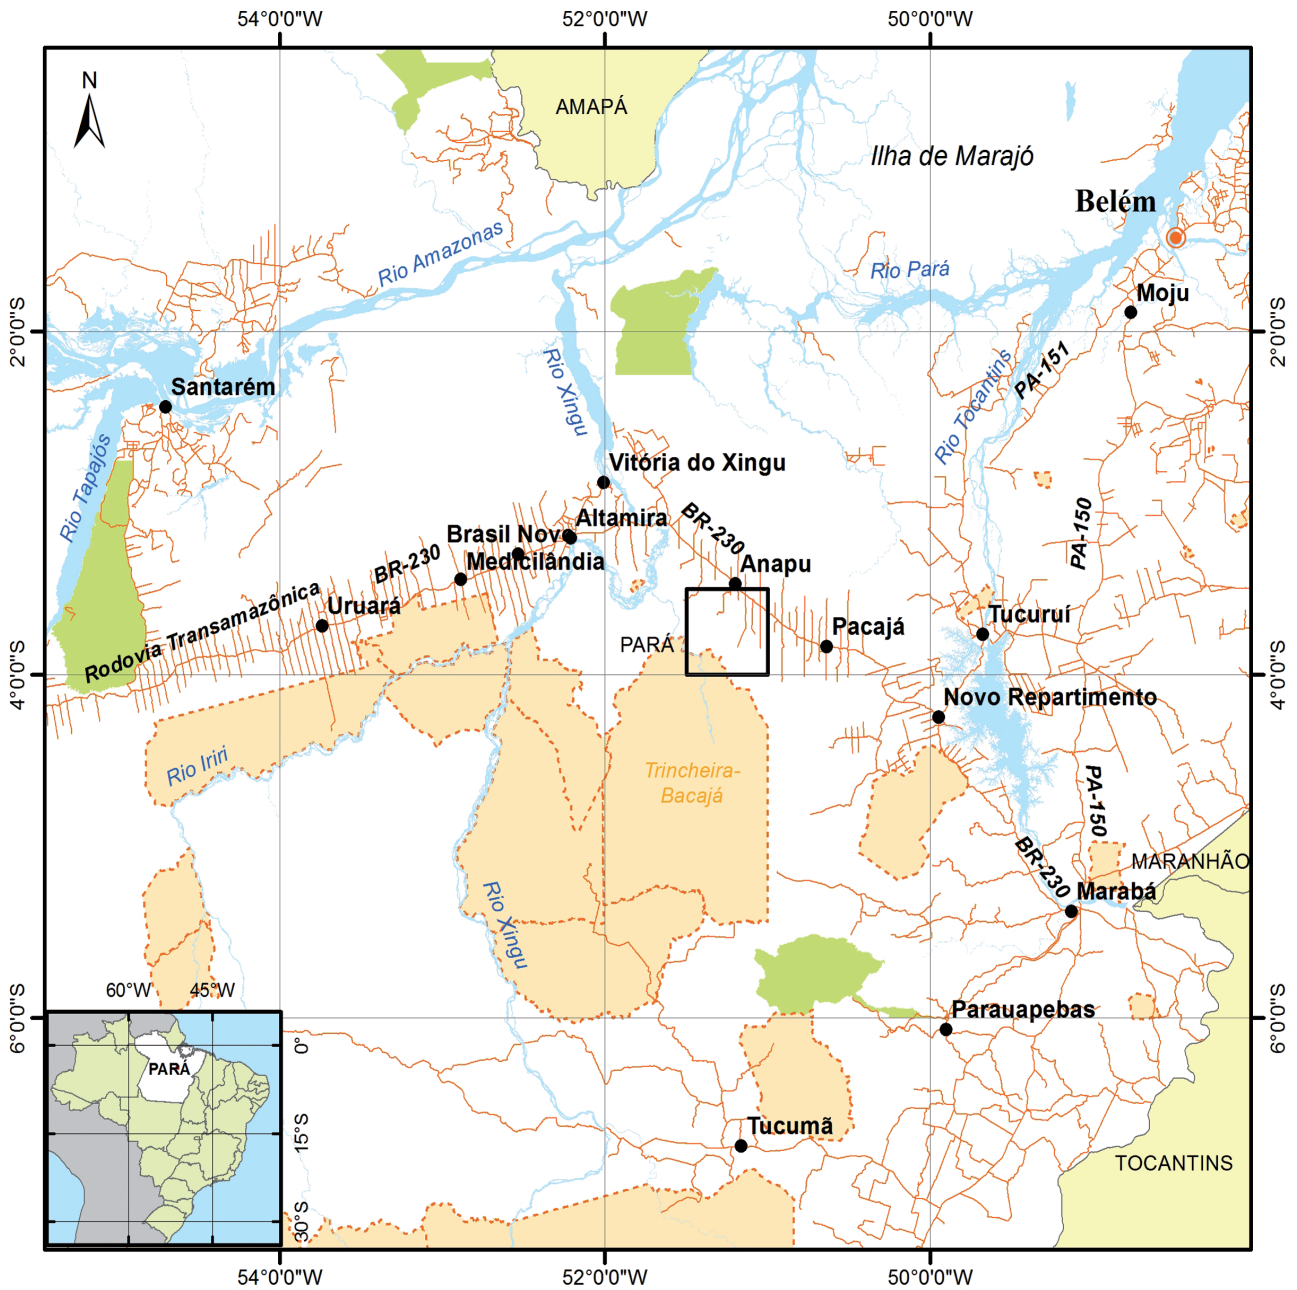 54°0'0"W
52°0'0"W
50°0'0"W
N
AMAPÁ
Ilha de Marajó
Belém
Rio Amazonas
Rio Pará
Moju
2°0'0"S
2°0'0"S
PA-151
Rio Tocantins
Rio Xingu
Santarém
Rio Tapajós
Vitória do Xingu
Altamira
BR-230
PA-150
Brasil Novo
Medicilândia
BR-230
Anapu
Rodovia Transamazônica
Uruará
Tucuruí
Pacajá
PARÁ
4°0'0"S
4°0'0"S
Novo Repartimento
Rio Iriri
Trincheira-
Bacajá
PA-150
BR-230
MARANHÃO
Marabá
Rio Xingu
60°W
45°W
Parauapebas
6°0'0"S
6°0'0"S
0°
PARÁ
15°S
30°S
Tucumã
TOCANTINS
54°0'0"W
52°0'0"W
50°0'0"W